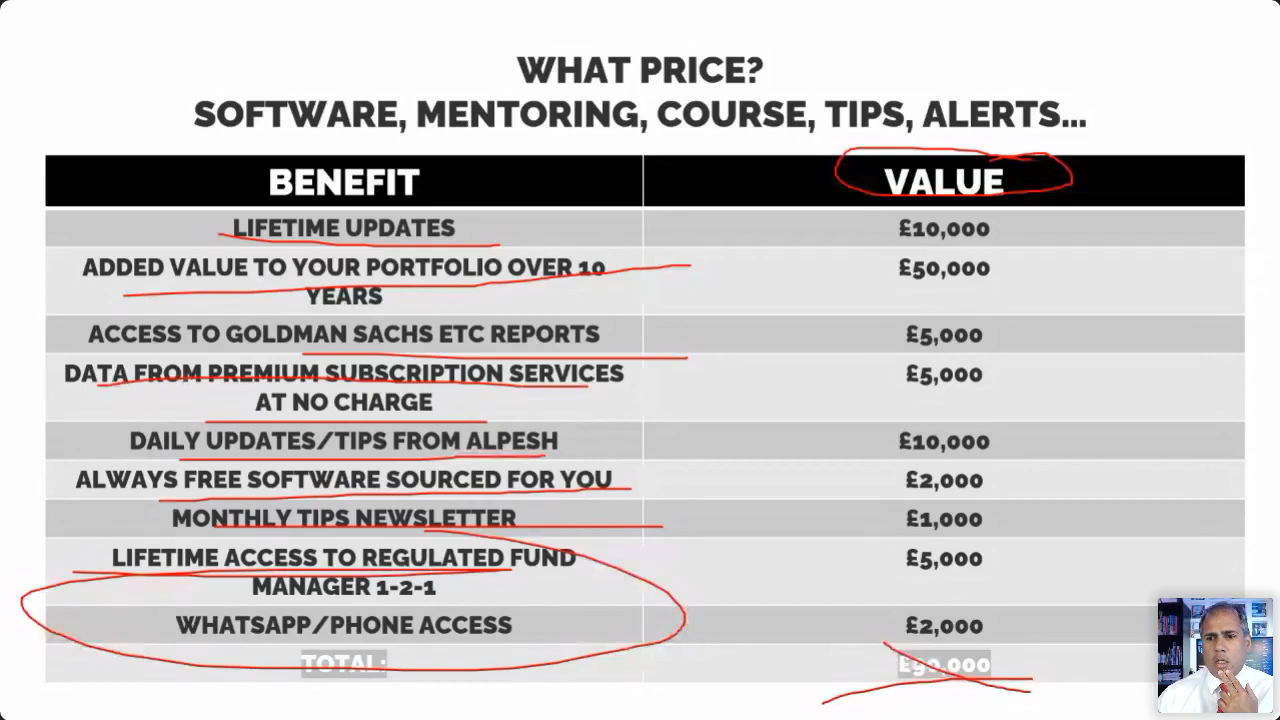 WHAT PRICE?
SOFTWARE, MENTORING, COURSE, TIPS, ALERTS...
BENEFIT VALUE
LIFETIME UPDATES £10,000
ADDED VALUE TO YOUR PORTFOLIO OVER 10 £50,000
YEARS
ACCESS TO GOLDMAN SACHS ETC REPORTS £5,000
DATA FROM PREMIUM SUBSCRIPTION SERVICES £5,000
AT NO CHARGE
DAILY UPDATES/TIPS FROM ALPESH £10,000
ALWAYS FREE SOFTWARE SOURCED FOR YOU £2,000
MONTHLY TIPS NEWSLETTER £1,000
LIFETIME ACCESS TO REGULATED FUND £5,000
MANAGER 1-2-1
WHATSAPP/PHONE ACCESS £2,000
TOTAL: £90,000